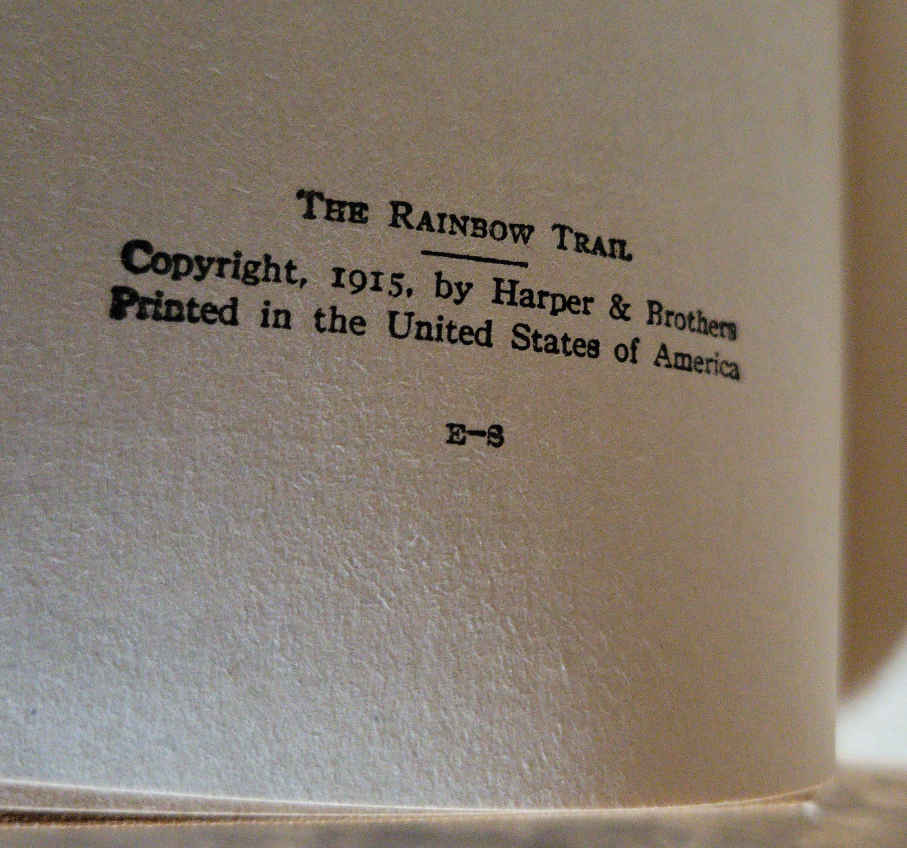 THE RAINBOW TRAIL
Copyright, 1915, by Harper & Brothers
Printed in the United States of America
E-S